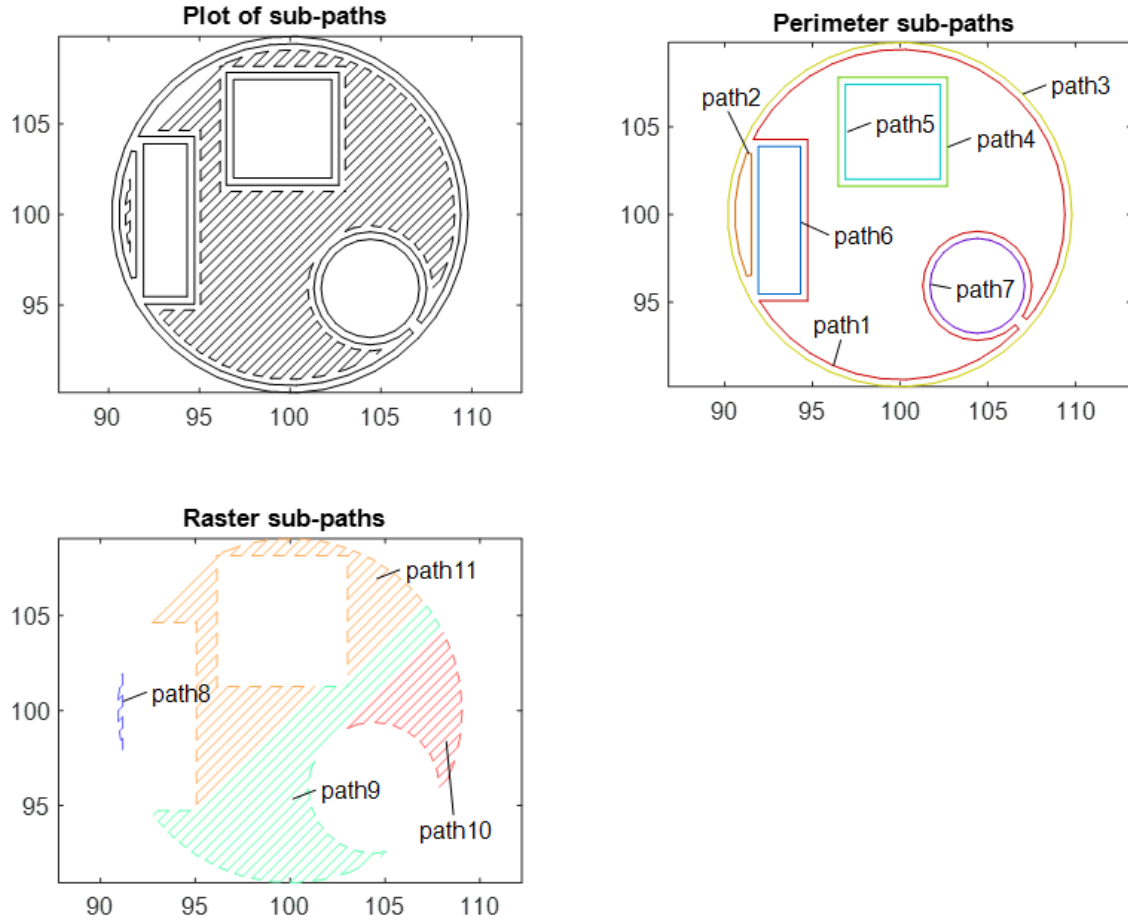 Plot of sub-paths
105
100
95
90 95 100 105 110
Perimeter sub-paths
path2
path3
path5
path4
path6
path7
path1
105
100
95
90 95 100 105 110
Raster sub-paths
path11
path8
path9
path10
105
100
95
90 95 100 105 110